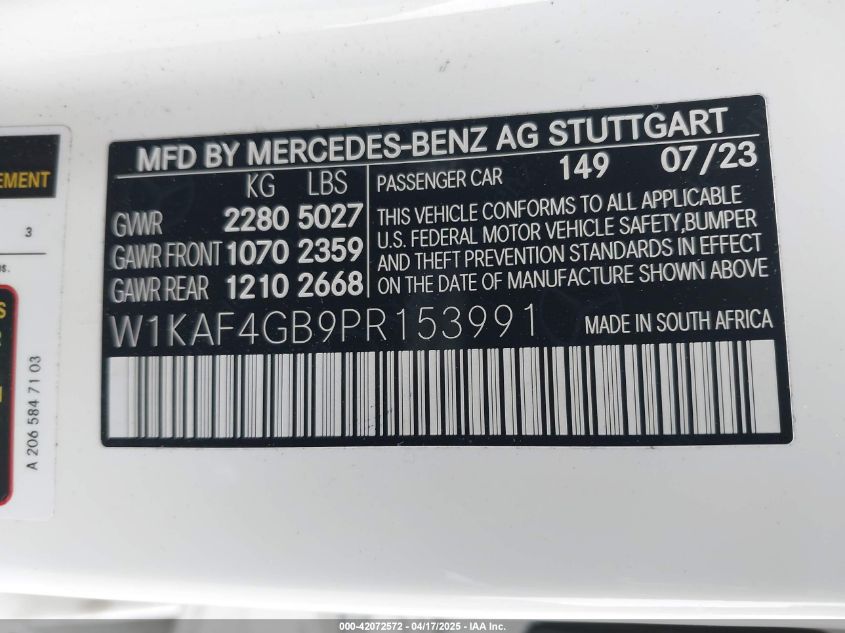 MFD BY MERCEDES-BENZ AG STUTTGART
KG LBS
GVWR 2280 5027
GAWR FRONT 1070 2359
GAWR REAR 1210 2668
PASSENGER CAR 149 07/23
THIS VEHICLE CONFORMS TO ALL APPLICABLE
U.S. FEDERAL MOTOR VEHICLE SAFETY,BUMPER
AND THEFT PREVENTION STANDARDS IN EFFECT
ON THE DATE OF MANUFACTURE SHOWN ABOVE
W1KAF4GB9PR153991 MADE IN SOUTH AFRICA
3
A 206 584 71 03
000-42072572 - 04/17/2025 - IAA Inc.